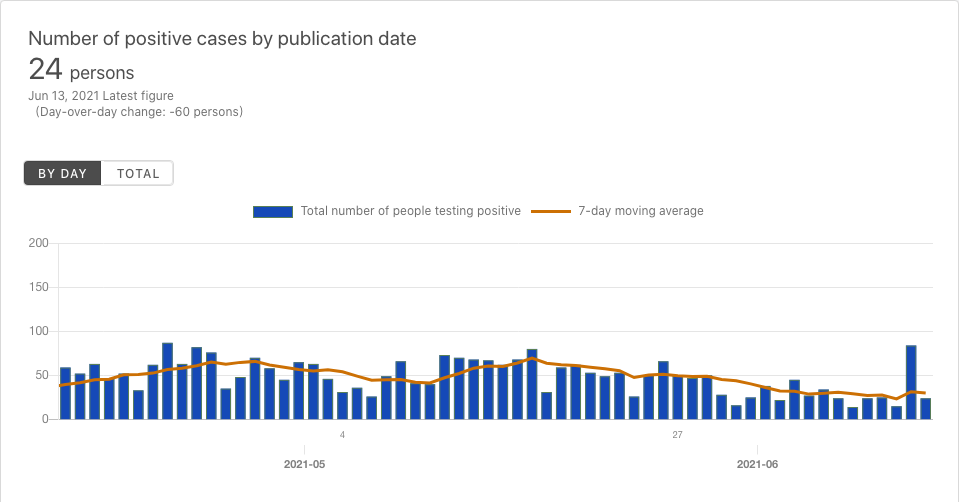 Number of positive cases by publication date
24 persons
Jun 13, 2021 Latest figure
(Day-over-day change: -60 persons)
BY DAY TOTAL
Total number of people testing positive 7-day moving average
200
150
100
50
0
4 27
2021-05 2021-06